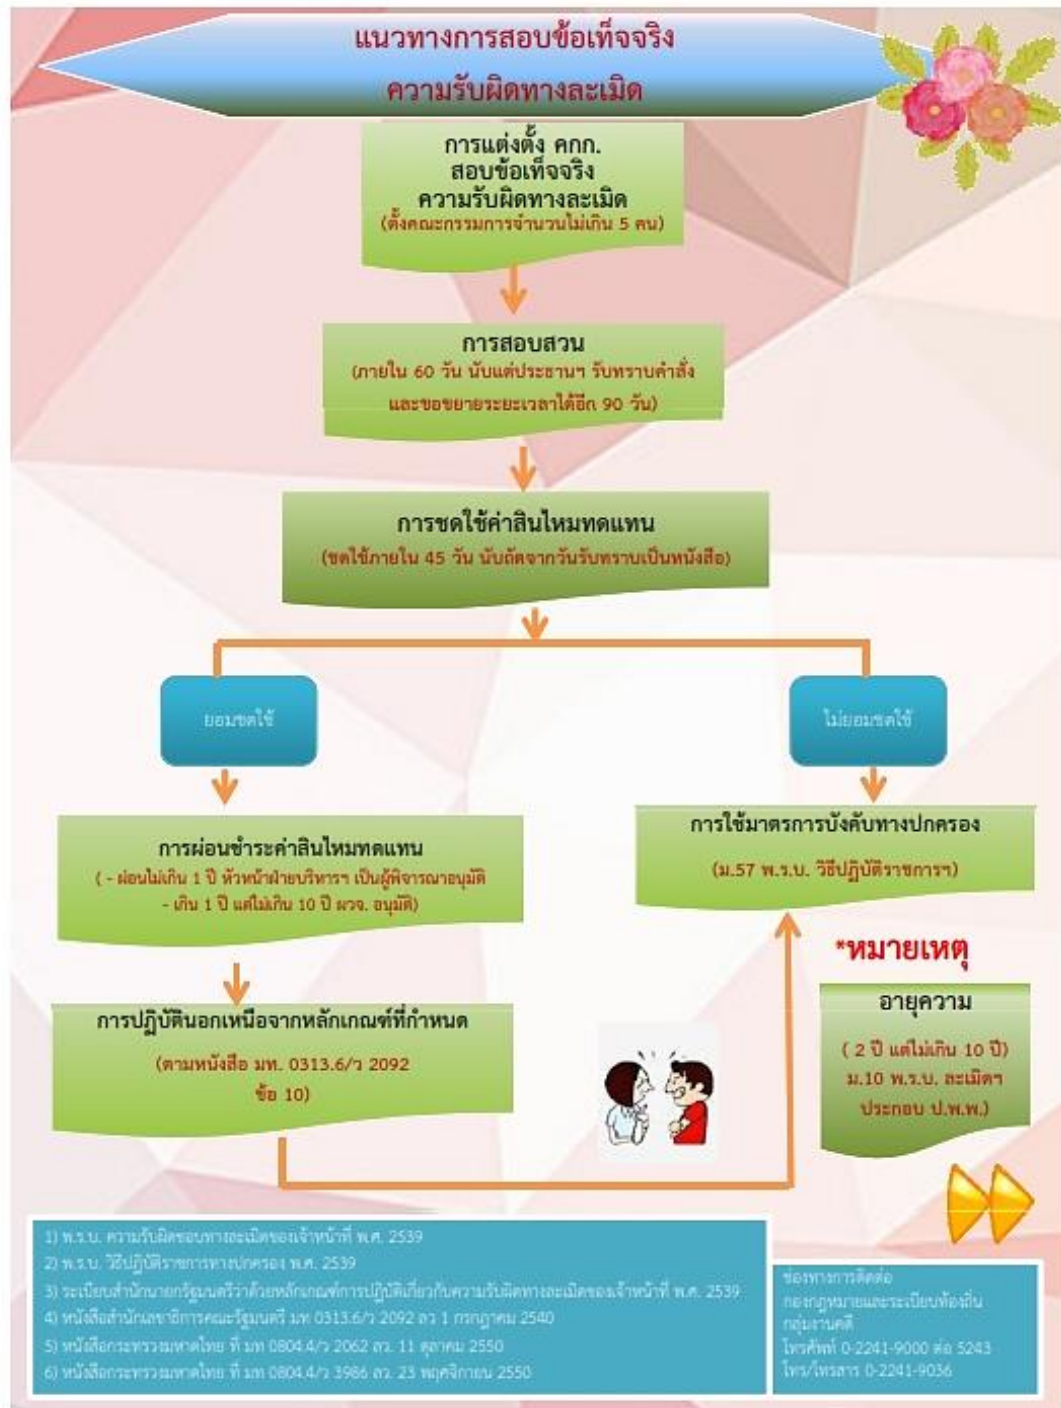 แนวทางการสอบข้อเท็จจริง
ความรับผิดทางละเมิด
การแต่งตั้ง คกก.
สอบข้อเท็จจริง
ความรับผิดทางละเมิด
(ตั้งคณะกรรมการจำนวนไม่เกิน 5 คน)
การสอบสวน
(ภายใน 60 วัน นับแต่ประธานฯ รับทราบคำสั่ง
และขอขยายระยะเวลาได้อีก 90 วัน)
การชดใช้ค่าสินไหมทดแทน
(ชดใช้ภายใน 45 วัน นับถัดจากวันรับทราบเป็นหนังสือ)
ยอมชดใช้
ไม่ยอมชดใช้
การผ่อนชำระค่าสินไหมทดแทน
( - ผ่อนไม่เกิน 1 ปี หัวหน้าฝ่ายบริหารฯ เป็นผู้พิจารณาอนุมัติ
- เกิน 1 ปี แต่ไม่เกิน 10 ปี ผวจ. อนุมัติ)
การใช้มาตรการบังคับทางปกครอง
(ม.57 พ.ร.บ. วิธีปฏิบัติราชการฯ)
การปฏิบัตินอกเหนือจากหลักเกณฑ์ที่กำหนด
(ตามหนังสือ มท. 0313.6/ว 2092
ข้อ 10)
*หมายเหตุ
อายุความ
( 2 ปี แต่ไม่เกิน 10 ปี)
ม.10 พ.ร.บ. ละเมิดฯ
ประกอบ ป.พ.พ.)
1) พ.ร.บ. ความรับผิดชอบทางละเมิดของเจ้าหน้าที่ พ.ศ. 2539
2) พ.ร.บ. วิธีปฏิบัติราชการทางปกครอง พ.ศ. 2539
3) ระเบียบสำนักนายกรัฐมนตรีว่าด้วยหลักเกณฑ์การปฏิบัติเกี่ยวกับความรับผิดทางละเมิดของเจ้าหน้าที่ พ.ศ. 2539
4) หนังสือสำนักเลขาธิการคณะรัฐมนตรี มท 0313.6/ว 2092 ลว 1 กรกฎาคม 2540
5) หนังสือกระทรวงมหาดไทย ที่ มท 0804.4/ว 2062 ลว. 11 ตุลาคม 2550
6) หนังสือกระทรวงมหาดไทย ที่ มท 0804.4/ว 3986 ลว. 23 พฤศจิกายน 2550
ช่องทางการติดต่อ
กองกฎหมายและระเบียบท้องถิ่น
กลุ่มงานคดี
โทรศัพท์ 0-2241-9000 ต่อ 5243
โทร/โทรสาร 0-2241-9036